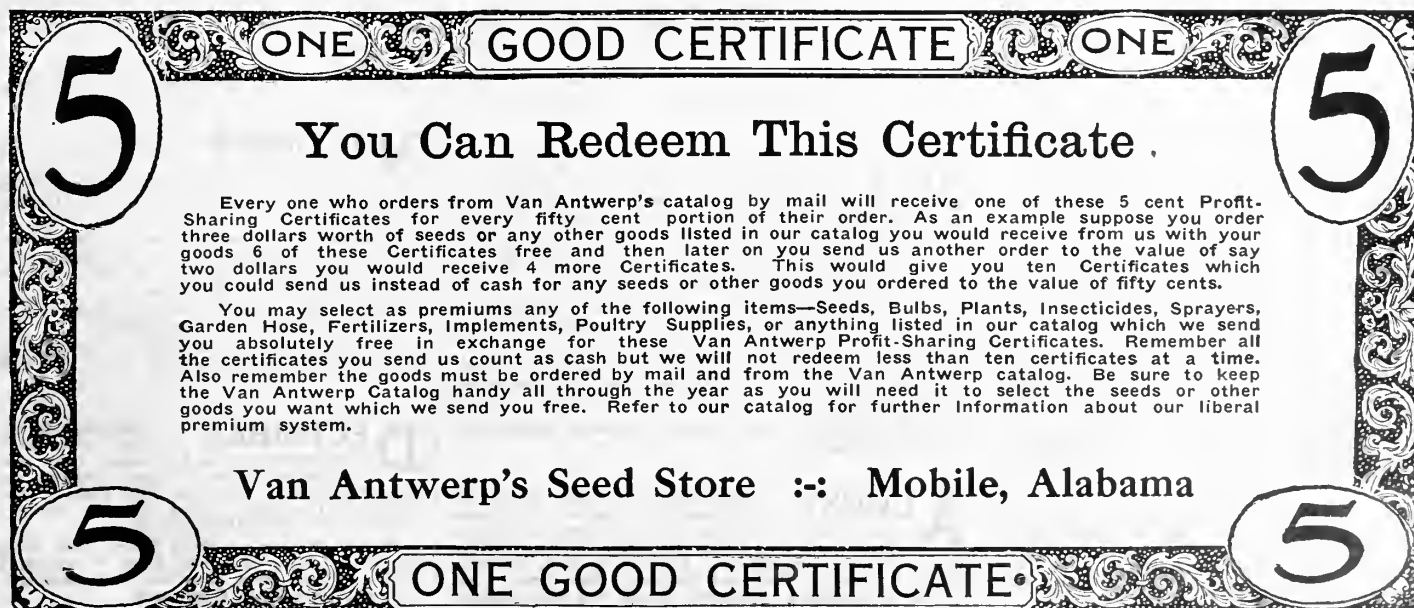 5 ONE GOOD CERTIFICATE ONE 5
You Can Redeem This Certificate.
Every one who orders from Van Antwerp's catalog by mail will receive one of these 5 cent Profit-
Sharing Certificates for every fifty cent portion of their order. As an example suppose you order
three dollars worth of seeds or any other goods listed in our catalog you would receive from us with your
goods 6 of these Certificates free and then later on you send us another order to the value of say
two dollars you would receive 4 more Certificates. This would give you ten Certificates which
you could send us instead of cash for any seeds or other goods you ordered to the value of fifty cents.
You may select as premiums any of the following items—Seeds, Bulbs, Plants, Insecticides, Sprayers,
Garden Hose, Fertilizers, Implements, Poultry Supplies, or anything listed in our catalog which we send
you absolutely free in exchange for these Van Antwerp Profit-Sharing Certificates. Remember all
the certificates you send us count as cash but we will not redeem less than ten certificates at a time.
Also remember the goods must be ordered by mail and from the Van Antwerp catalog. Be sure to keep
the Van Antwerp Catalog handy all through the year as you will need it to select the seeds or other
goods you want which we send you free. Refer to our catalog for further Information about our liberal
premium system.
Van Antwerp's Seed Store :-: Mobile, Alabama
5 ONE GOOD CERTIFICATE 5